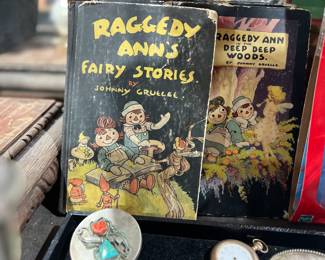 RAGGEDY
ANN'S
FAIRY STORIES.
BY
JOHNNY GRUELLE
RAGGEDY ANN
IN THE
DEEP DEEP
WOODS.
BY JOHNNY GRUELLE